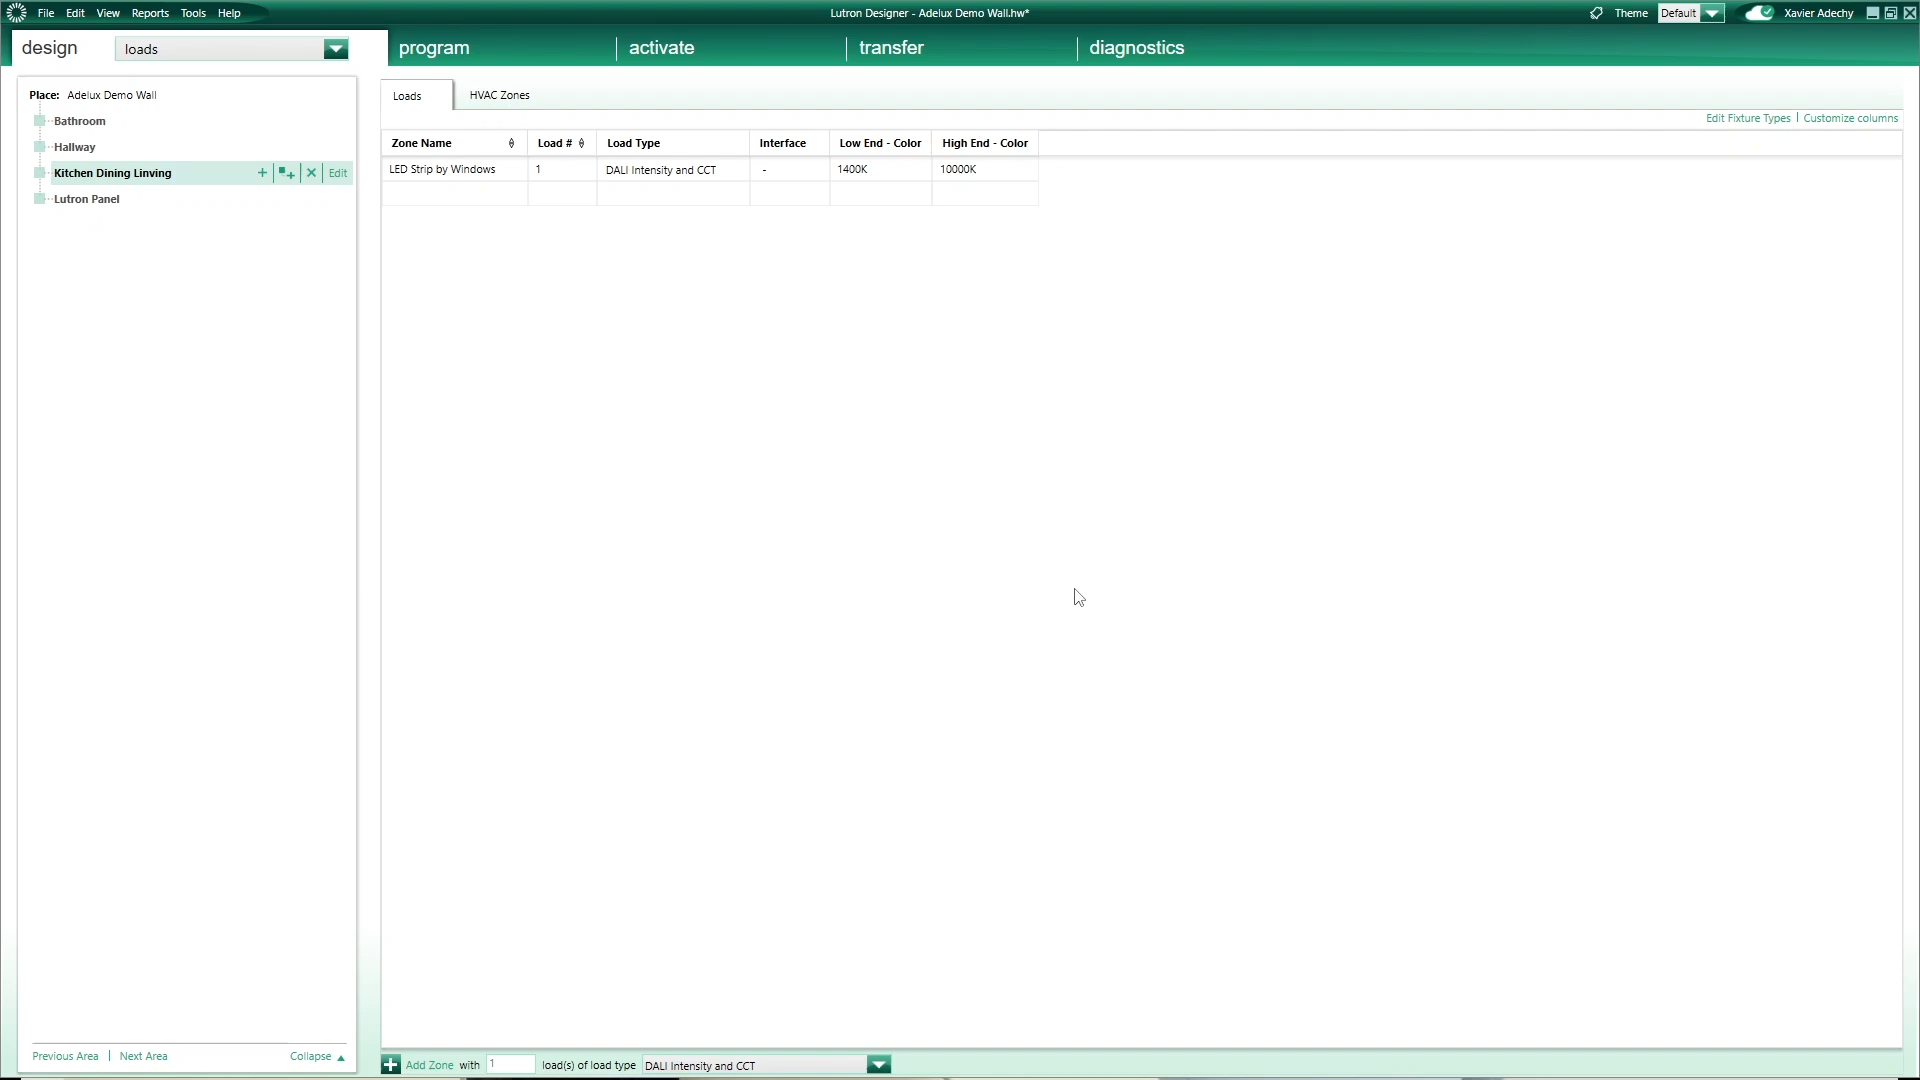 File Edit View Reports Tools Help
Lutron Designer - Adelux Demo Wall.hw*
Theme Default Xavier Adechy
design loads program activate transfer diagnostics
Place: Adelux Demo Wall
Bathroom
Hallway
Kitchen Dining Linving Edit
Lutron Panel
Previous Area | Next Area Collapse
Loads HVAC Zones
Edit Fixture Types | Customize columns
Zone Name Load # Load Type Interface Low End - Color High End - Color
LED Strip by Windows 1 DALI Intensity and CCT - 1400K 10000K
Add Zone with 1 load(s) of load type DALI Intensity and CCT